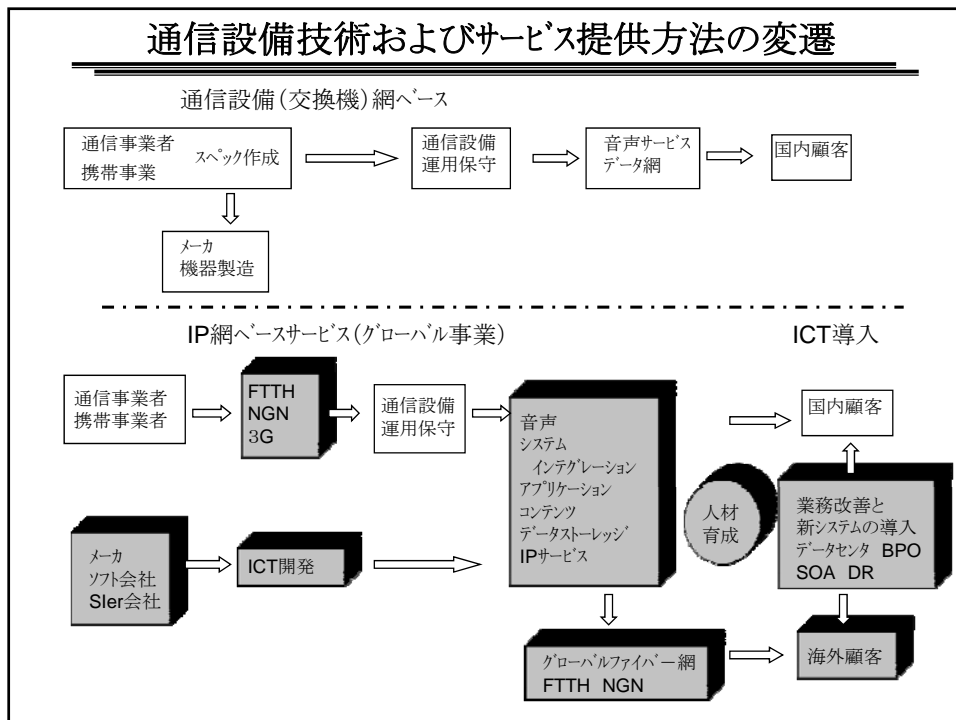 通信設備技術およびサービス提供方法の変遷
通信設備(交換機)網ベース
通信事業者
携帯事業
スペック作成
通信設備
運用保守
音声サービス
データ網
国内顧客
メーカ
機器製造
IP網ベースサービス(グローバル事業)
ICT導入
通信事業者
携帯事業者
FTTH
NGN
3G
通信設備
運用保守
音声
システム
インテグレーション
アプリケーション
コンテンツ
データストーレッジ
IPサービス
国内顧客
人材
育成
業務改善と
新システムの導入
データセンタ BPO
SOA DR
メーカ
ソフト会社
SIer会社
ICT開発
グローバルファイバー網
FTTH NGN
海外顧客